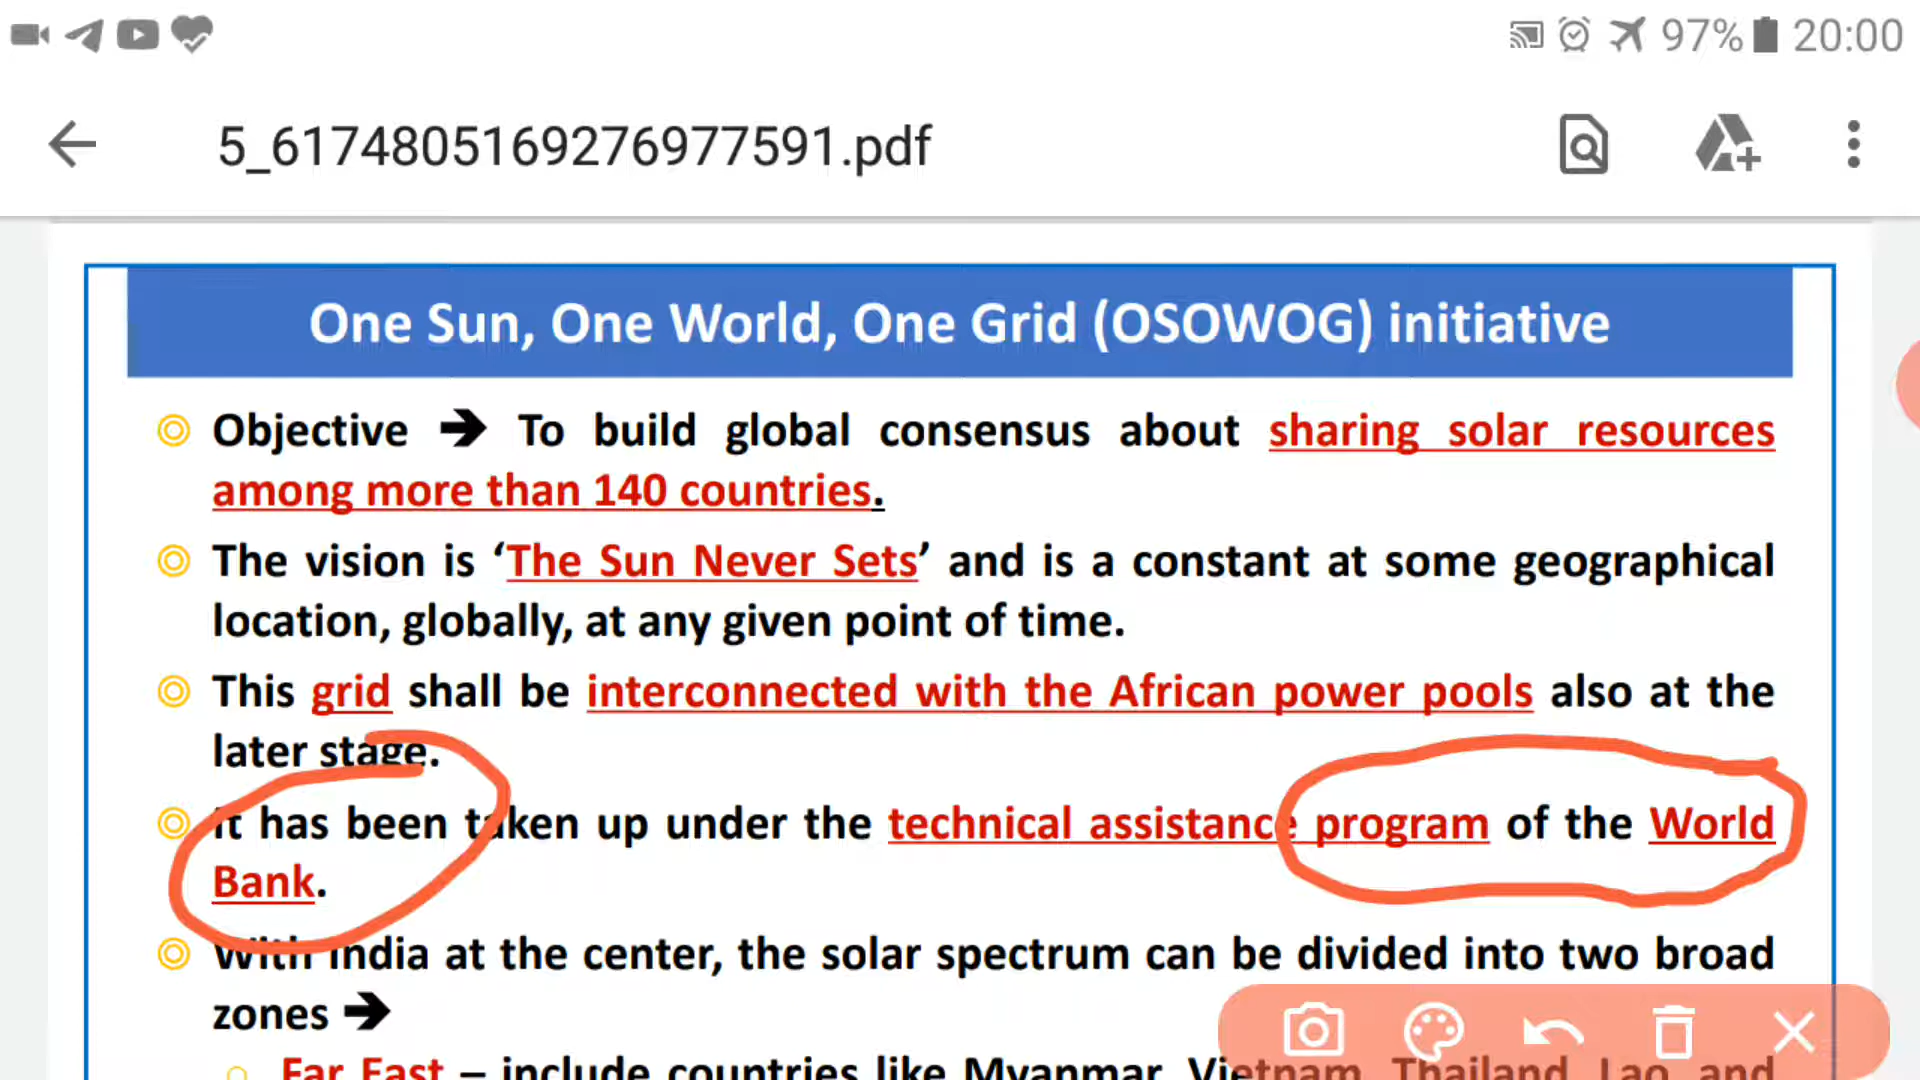 97% 20:00
5_6174805169276977591.pdf
One Sun, One World, One Grid (OSOWOG) initiative
Objective ➔ To build global consensus about sharing solar resources
among more than 140 countries.
The vision is ‘The Sun Never Sets’ and is a constant at some geographical
location, globally, at any given point of time.
This grid shall be interconnected with the African power pools also at the
later stage.
It has been taken up under the technical assistance program of the World
Bank.
With India at the center, the solar spectrum can be divided into two broad
zones ➔
Far East – include countries like Myanmar, Vietnam, Thailand, Lao, and